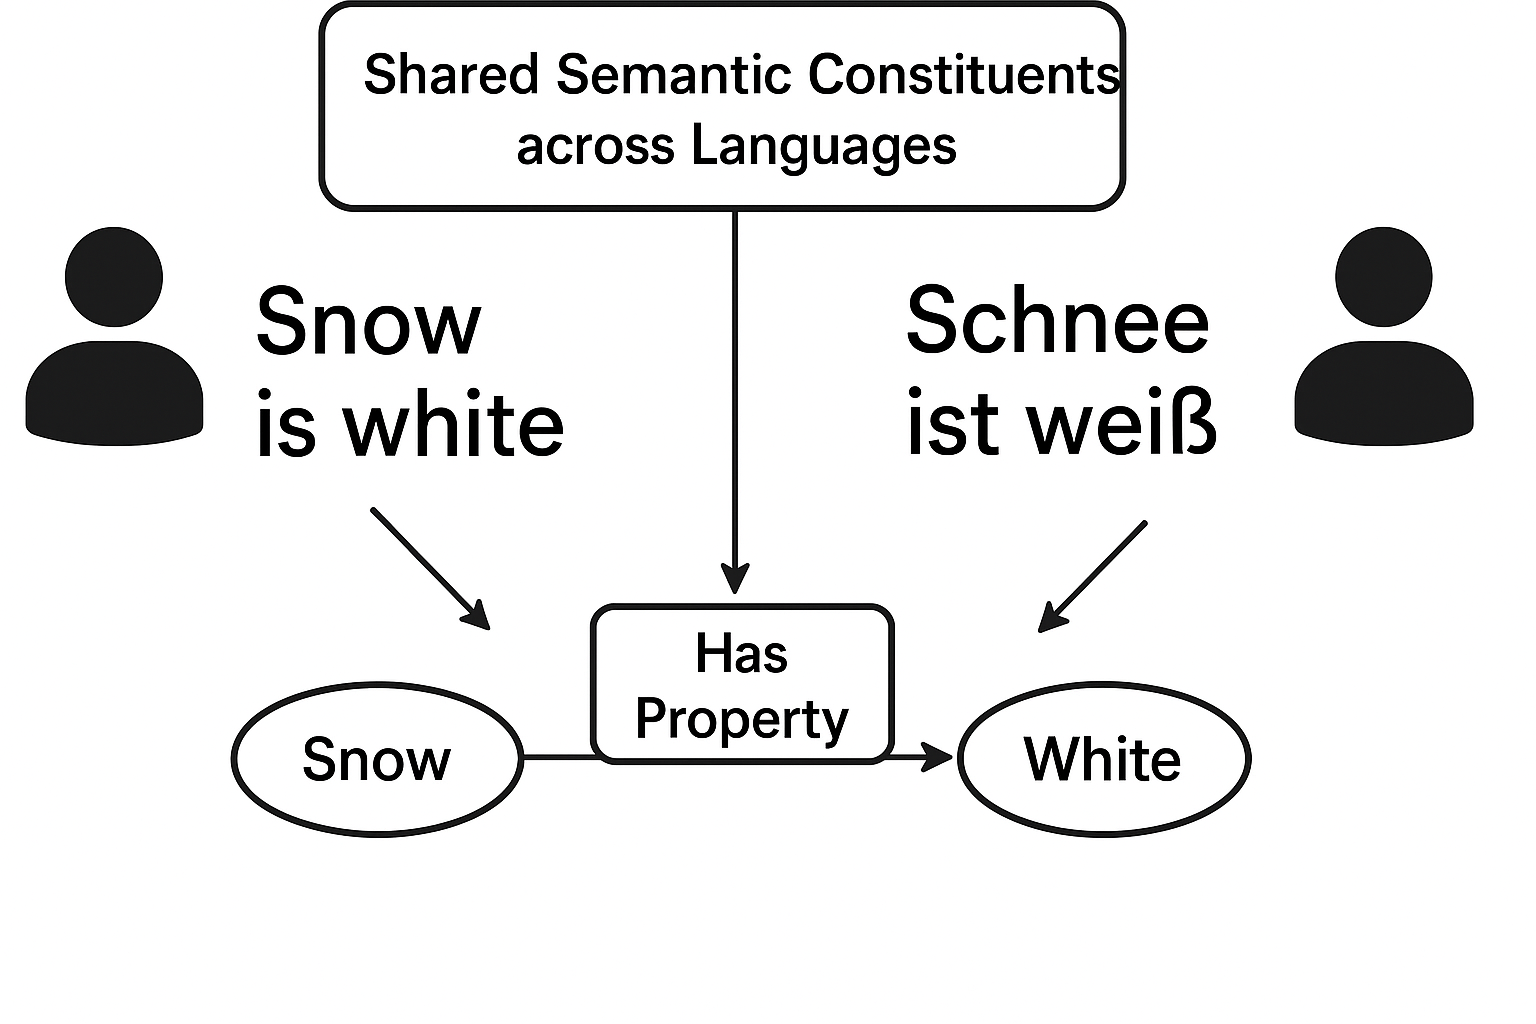 Shared Semantic Constituents
across Languages
Snow
is white
Schnee
ist weiß
Has
Property
Snow
White